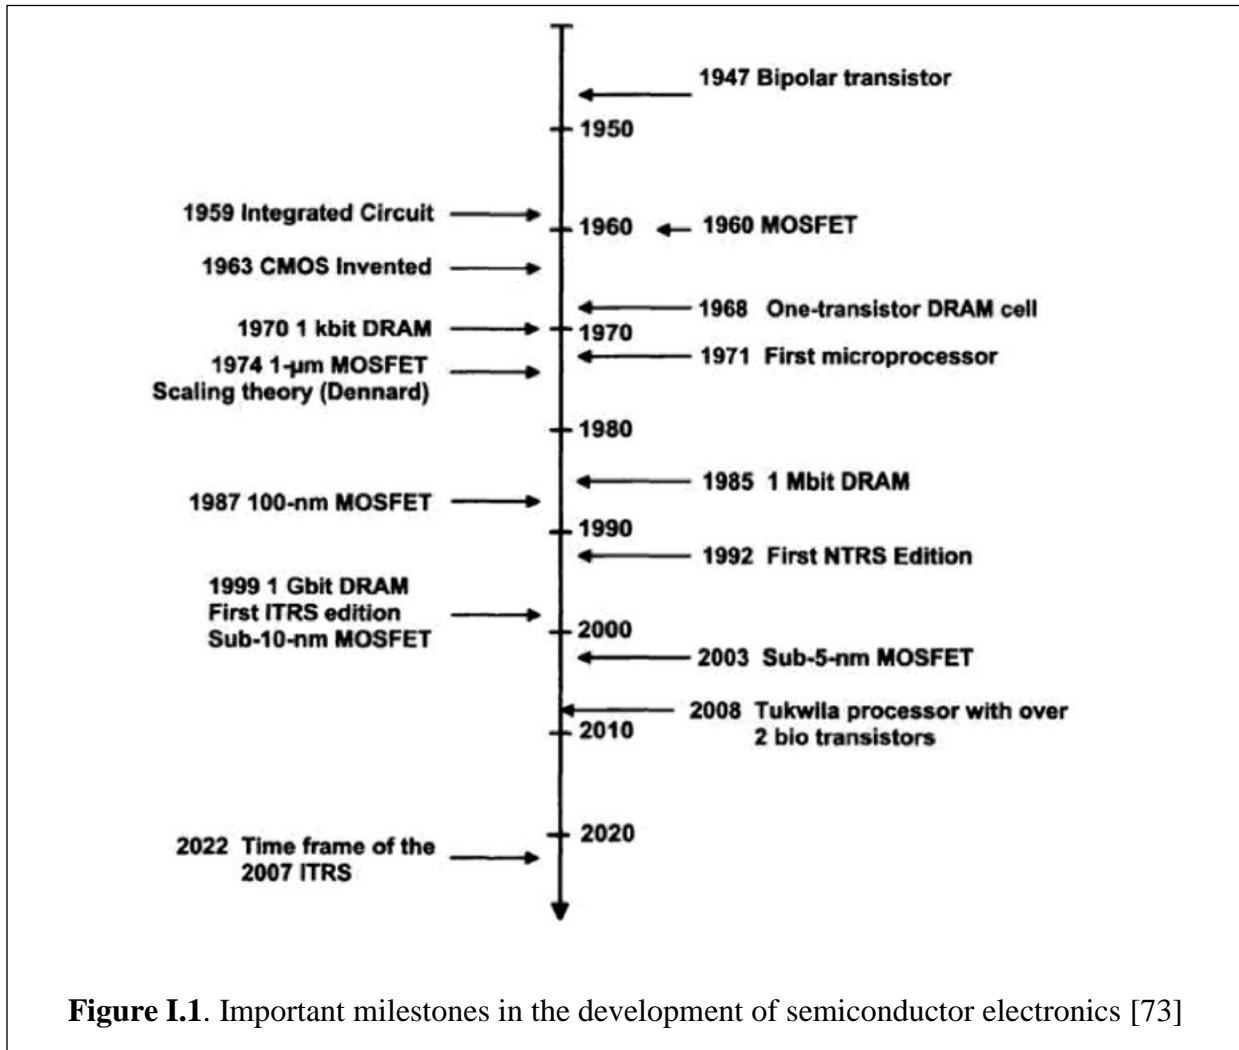 1947 Bipolar transistor
1950
1959 Integrated Circuit
1960
1960 MOSFET
1963 CMOS Invented
1968 One-transistor DRAM cell
1970 1 kbit DRAM
1970
1971 First microprocessor
1974 1-µm MOSFET
Scaling theory (Dennard)
1980
1985 1 Mbit DRAM
1987 100-nm MOSFET
1990
1992 First NTRS Edition
1999 1 Gbit DRAM
First ITRS edition
Sub-10-nm MOSFET
2000
2003 Sub-5-nm MOSFET
2008 Tukwila processor with over
2 bio transistors
2010
2020
2022 Time frame of the
2007 ITRS
Figure I.1. Important milestones in the development of semiconductor electronics [73]